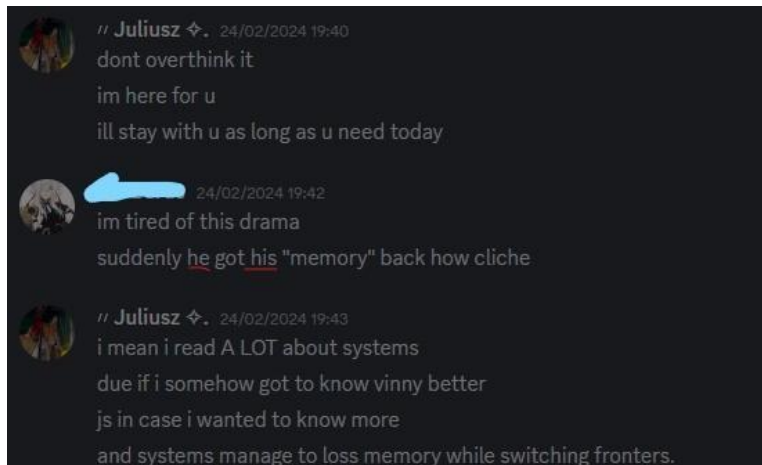 〃 Juliusz ✧. 24/02/2024 19:40
dont overthink it
im here for u
ill stay with u as long as u need today
24/02/2024 19:42
im tired of this drama
suddenly he got his "memory" back how cliche
〃 Juliusz ✧. 24/02/2024 19:43
i mean i read A LOT about systems
due if i somehow got to know vinny better
js in case i wanted to know more
and systems manage to loss memory while switching fronters.